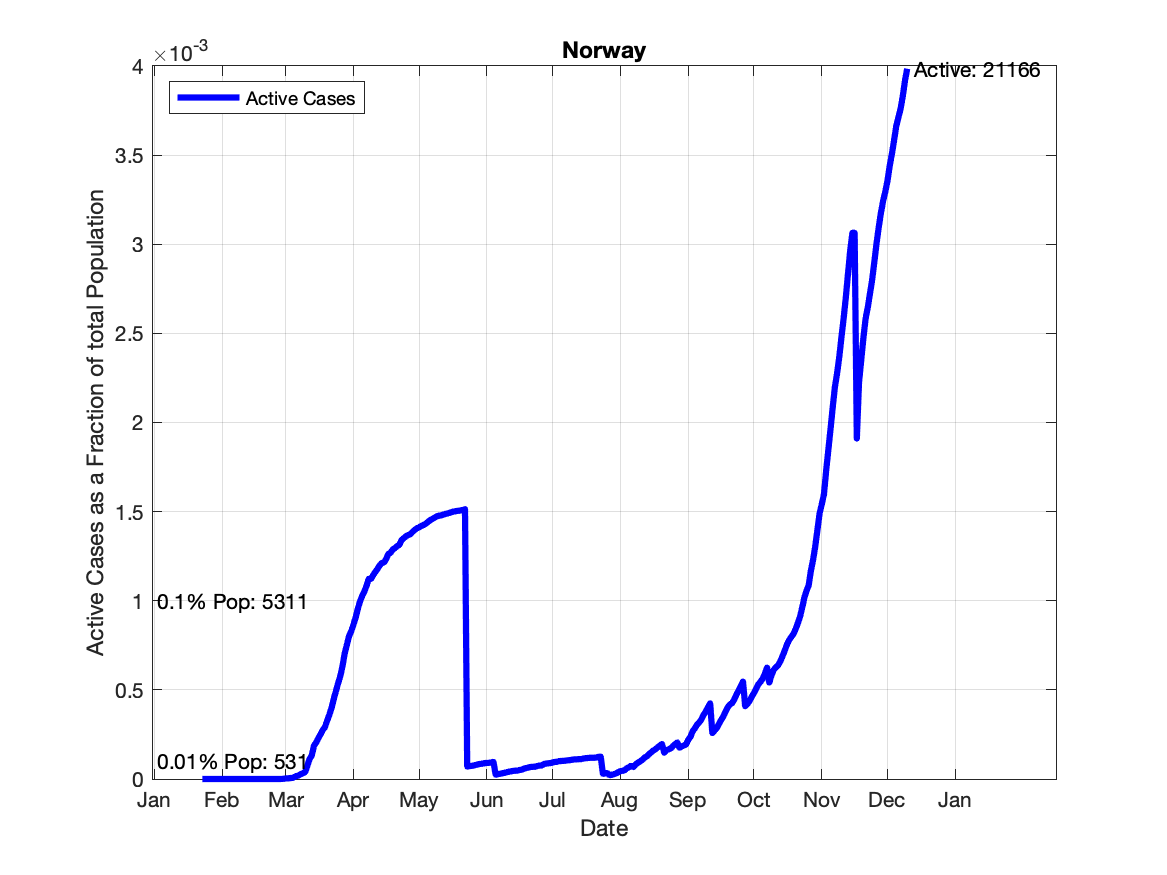 Norway
×10-3
4
3.5
3
2.5
2
1.5
1
0.5
0
Active Cases as a Fraction of total Population
Active Cases
Active: 21166
0.1% Pop: 5311
0.01% Pop: 531
Jan Feb Mar Apr May Jun Jul Aug Sep Oct Nov Dec Jan
Date